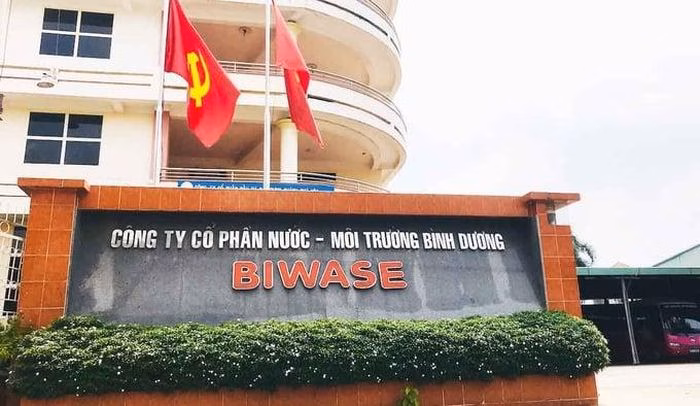 CÔNG TY CỔ PHẦN NƯỚC - MÔI TRƯỜNG BÌNH DƯƠNG
BIWASE